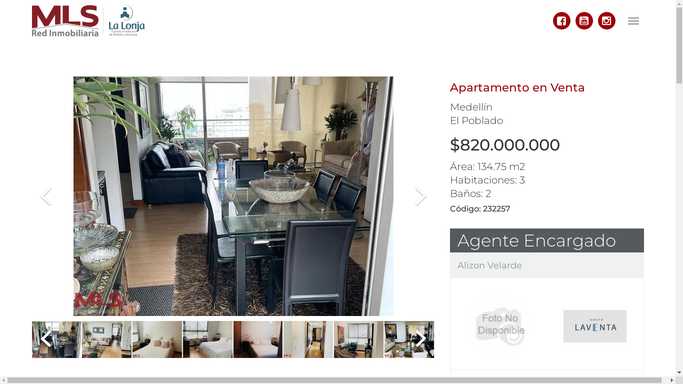 MLS
Red Inmobiliaria
La Lonja
Apartamento en Venta
Medellín
El Poblado
$820.000.000
Área: 134.75 m2
Habitaciones: 3
Baños: 2
Código: 232257
Agente Encargado
Alizon Velarde
Foto No
Disponible
LAVENTA
MLS